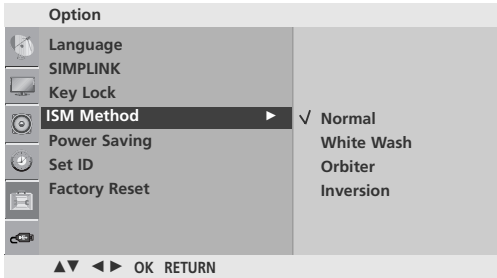 Option
Language
SIMPLINK
Key Lock
ISM Method ►
Power Saving
Set ID
Factory Reset
√ Normal
White Wash
Orbiter
Inversion
▲▼ ◄► OK RETURN